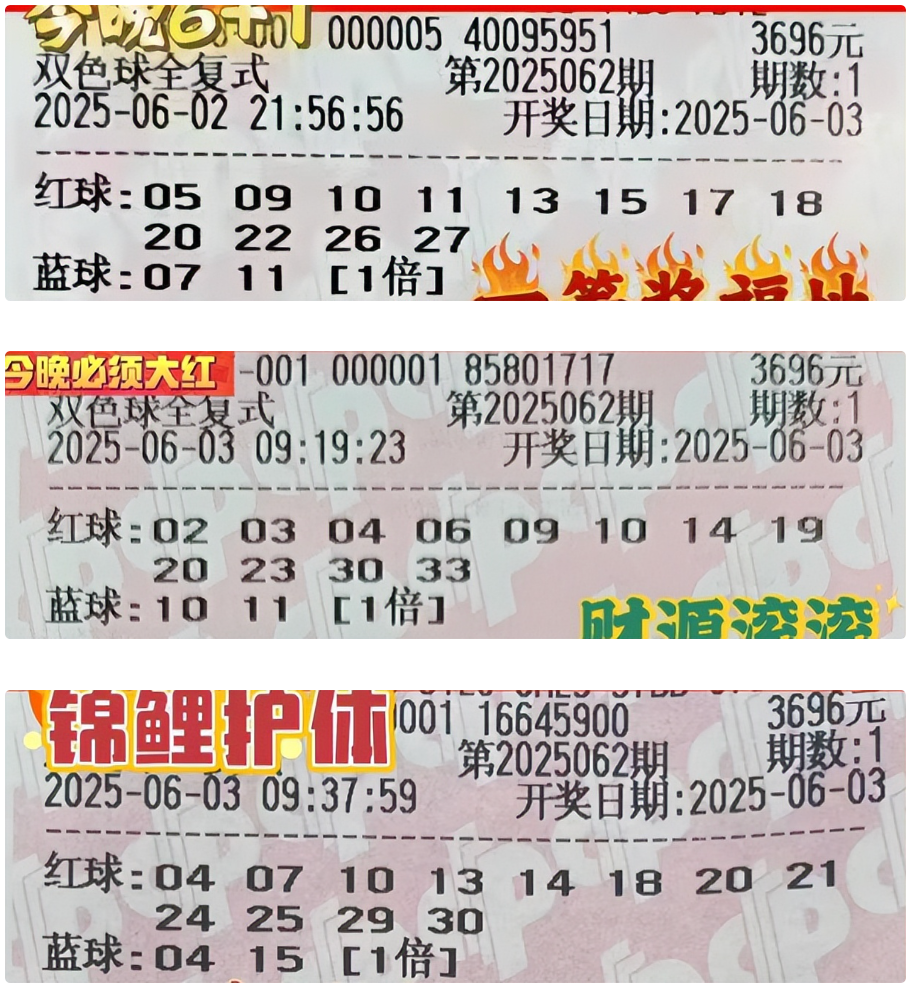 今晚6+1
000005 40095951 3696元
双色球全复式 第2025062期 期数:1
2025-06-02 21:56:56 开奖日期:2025-06-03
红球:05 09 10 11 13 15 17 18
20 22 26 27
蓝球:07 11 [1倍]
今晚必须大红 -001 000001 85801717 3696元
双色球全复式 第2025062期 期数:1
2025-06-03 09:19:23 开奖日期:2025-06-03
红球:02 03 04 06 09 10 14 19
20 23 30 33
蓝球:10 11 [1倍]
财源滚滚
锦鲤护体
001 16645900 3696元
第2025062期 期数:1
2025-06-03 09:37:59 开奖日期:2025-06-03
红球:04 07 10 13 14 18 20 21
24 25 29 30
蓝球:04 15 [1倍]